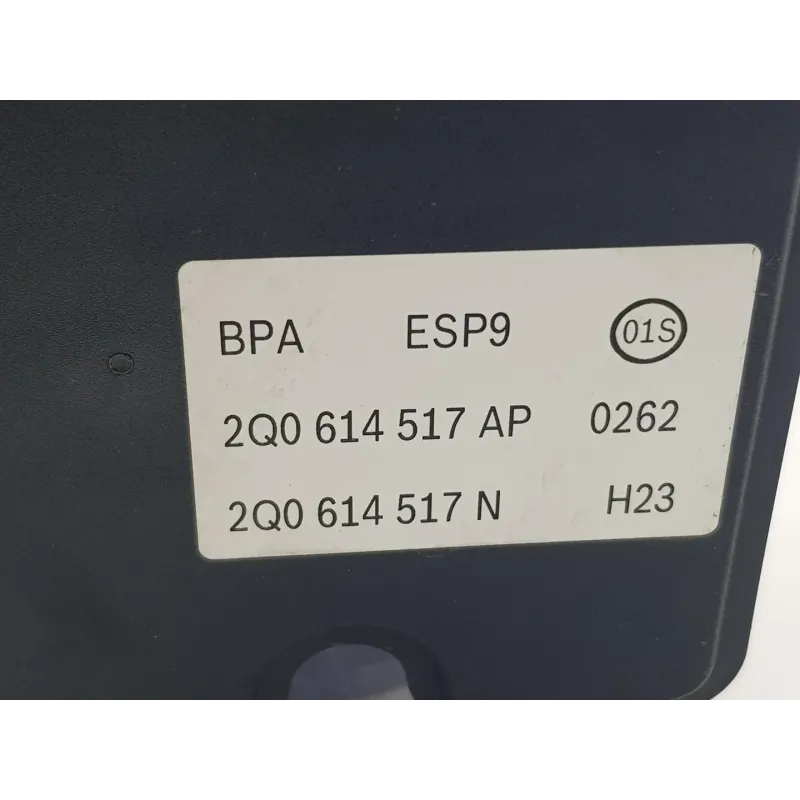 BPA ESP9 01S
2Q0 614 517 AP 0262
2Q0 614 517 N H23